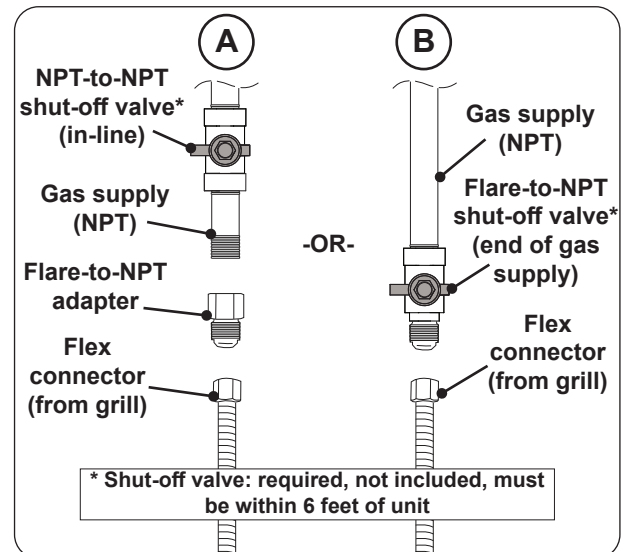 A
NPT-to-NPT
shut-off valve*
(in-line)
Gas supply
(NPT)
Flare-to-NPT
adapter
Flex
connector
(from grill)
-OR-
B
Gas supply
(NPT)
Flare-to-NPT
shut-off valve*
(end of gas
supply)
Flex
connector
(from grill)
* Shut-off valve: required, not included, must
be within 6 feet of unit